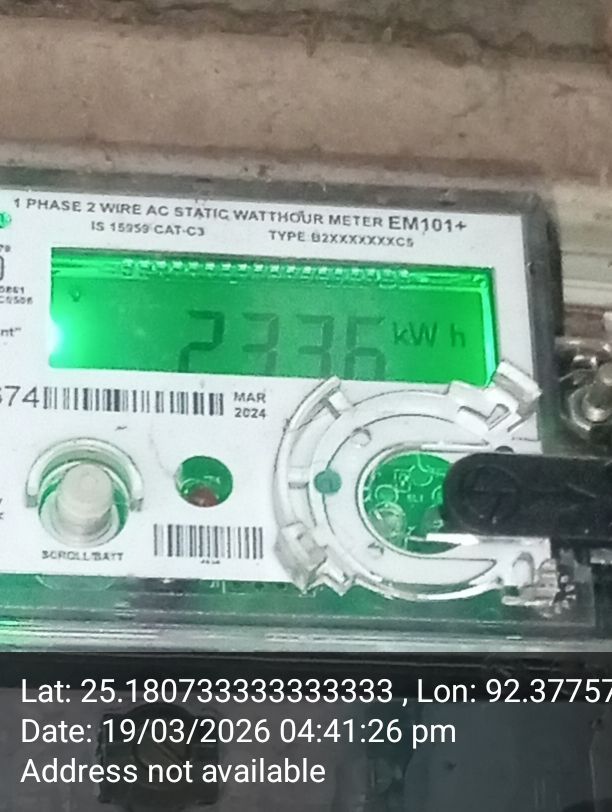 1 PHASE 2 WIRE AC STATIC WATTHOUR METER EM101+
IS 15959 CAT-C3 TYPE B2XXXXXXXC5
2336 kWh
674
MAR
2024
SCROLL/BATT
Lat: 25.180733333333333 , Lon: 92.37757
Date: 19/03/2026 04:41:26 pm
Address not available